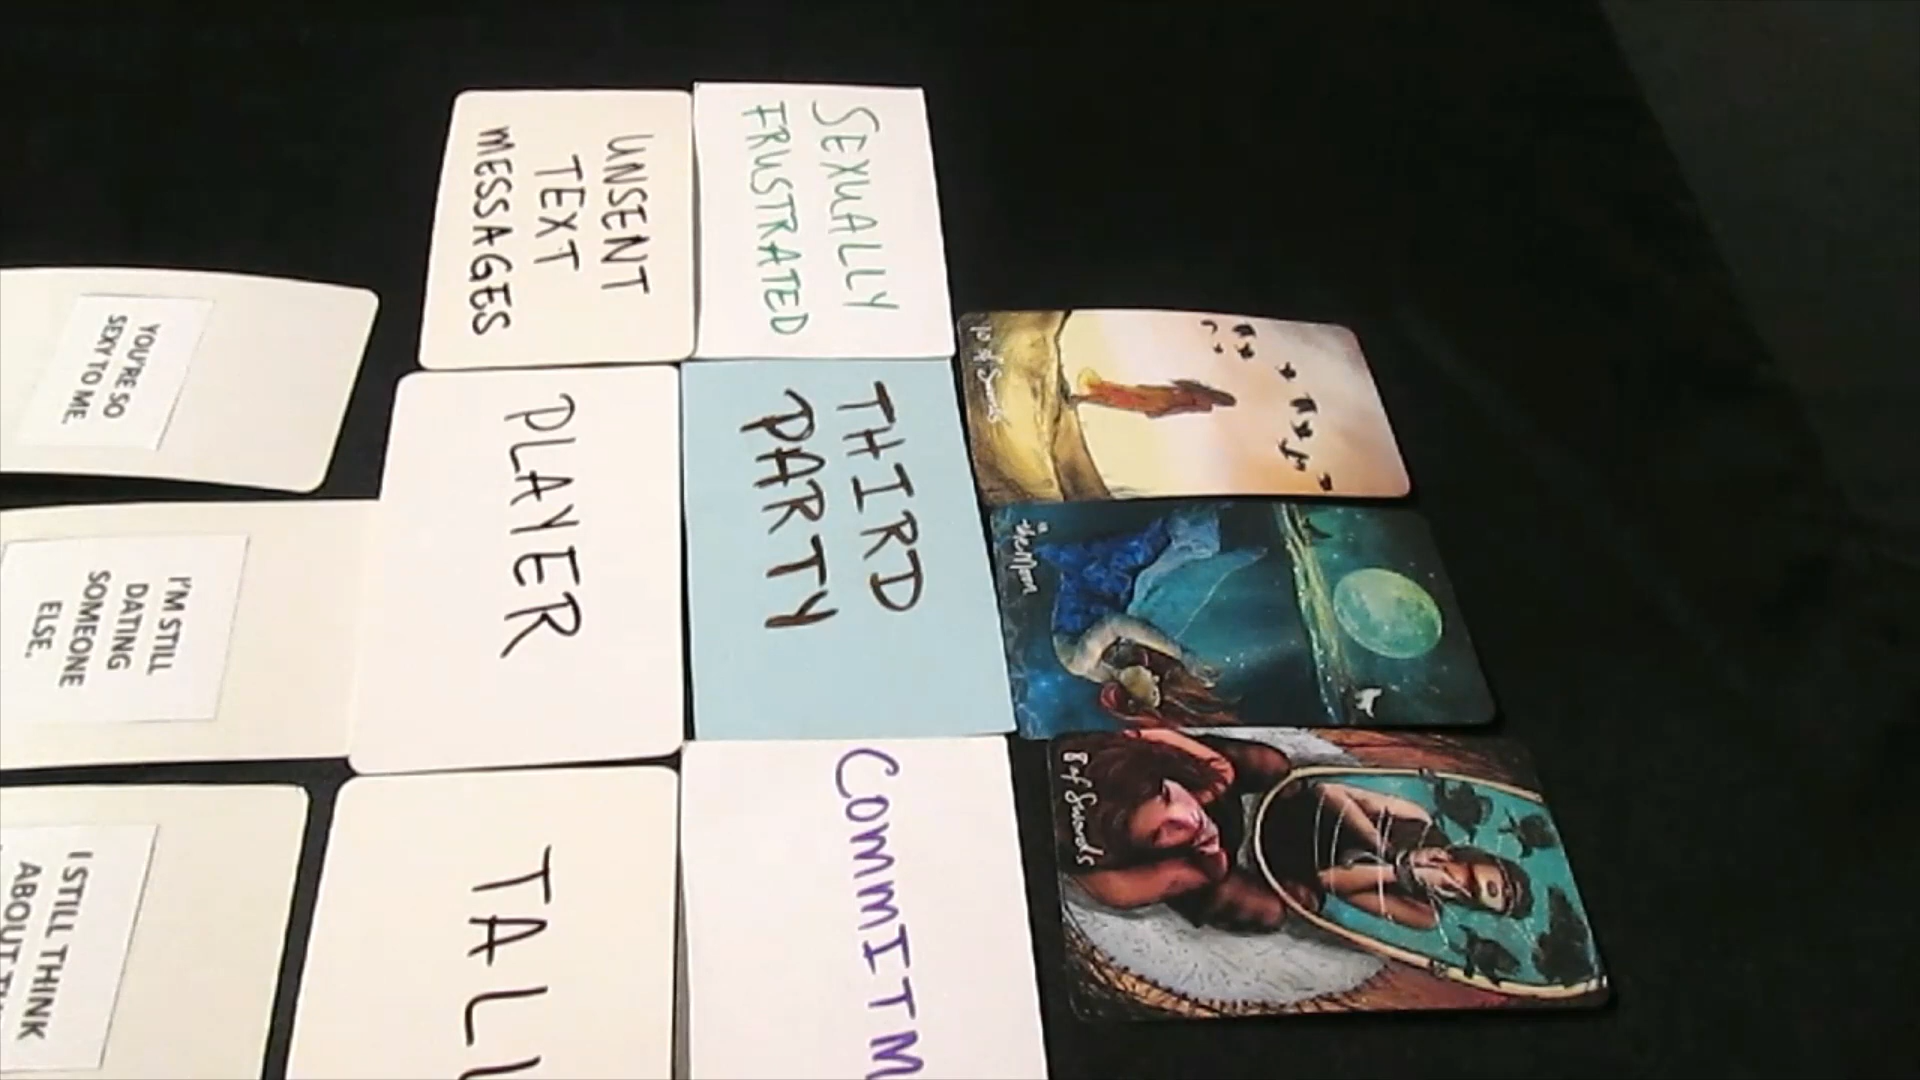 10 of Swords
the Moon
8 of Swords
SEXUALLY
FRUSTRATED
THIRD
PARTY
COMMITM
UNSENT
TEXT
MESSAGES
PLAYER
YOU'RE SO
SEXY TO ME.
I'M STILL
DATING
SOMEONE
ELSE.
I STILL THINK
ABOUT